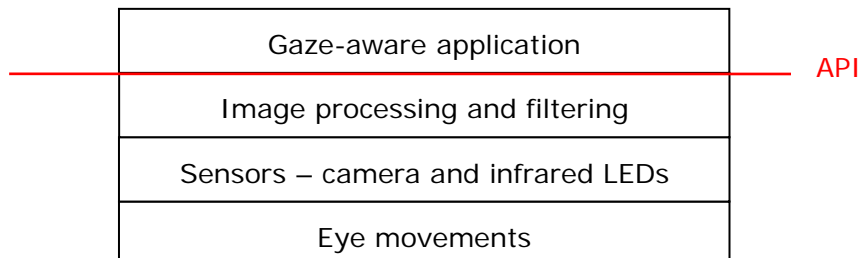 Gaze-aware application
API
Image processing and filtering
Sensors – camera and infrared LEDs
Eye movements